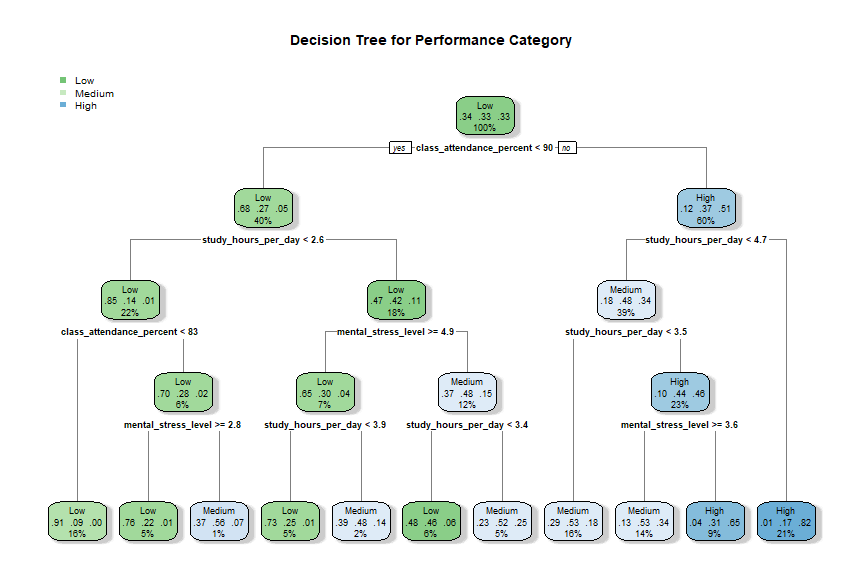 Decision Tree for Performance Category
Low
Medium
High
Low
.34 .33 .33
100%
yes class_attendance_percent < 90 no
Low
.68 .27 .05
40%
High
.12 .37 .51
60%
study_hours_per_day < 2.6
study_hours_per_day < 4.7
Low
.85 .14 .01
22%
Low
.47 .42 .11
18%
Medium
.18 .48 .34
39%
class_attendance_percent < 83
mental_stress_level >= 4.9
study_hours_per_day < 3.5
Low
.70 .28 .02
6%
Low
.65 .30 .04
7%
Medium
.37 .48 .15
12%
High
.10 .44 .46
23%
mental_stress_level >= 2.8
study_hours_per_day < 3.9
study_hours_per_day < 3.4
mental_stress_level >= 3.6
Low
.91 .09 .00
16%
Low
.76 .22 .01
5%
Medium
.37 .56 .07
1%
Low
.73 .25 .01
5%
Medium
.39 .48 .14
2%
Low
.48 .46 .06
6%
Medium
.23 .52 .25
5%
Medium
.29 .53 .18
16%
Medium
.13 .53 .34
14%
High
.04 .31 .65
9%
High
.01 .17 .82
21%